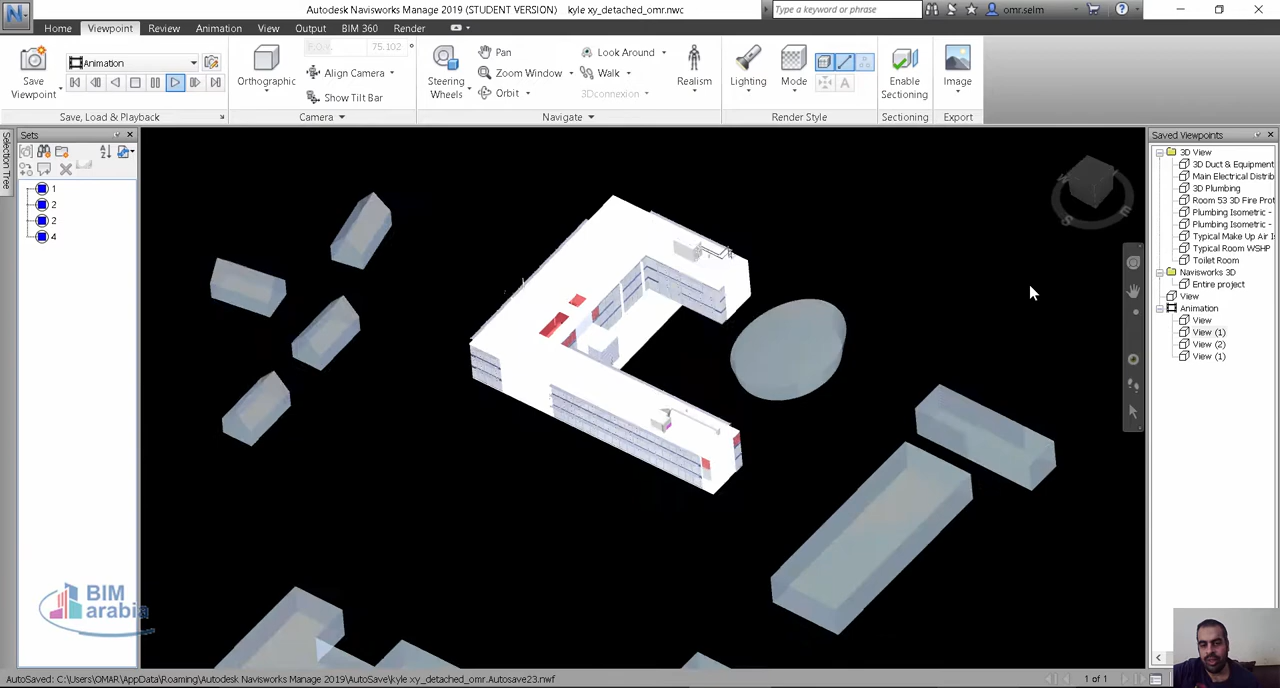 Autodesk Navisworks Manage 2019 (STUDENT VERSION) kyle xy_detached_omr.nwc
Type a keyword or phrase
omr.selm
Home Viewpoint Review Animation View Output BIM 360 Render
Save
Viewpoint
Animation
Save, Load & Playback
Orthographic
F.O.V. 75.102 °
Align Camera
Show Tilt Bar
Camera
Steering
Wheels
Pan
Zoom Window
Orbit
Look Around
Walk
3Dconnexion
Realism
Navigate
Lighting
Mode
A
Render Style
Enable
Sectioning
Sectioning
Image
Export
Selection Tree
Sets
1
2
2
4
BIM
arabia
S
E
Saved Viewpoints
3D View
3D Duct & Equipment
Main Electrical Distrib
3D Plumbing
Room 53 3D Fire Prot
Plumbing Isometric -
Plumbing Isometric -
Typical Make Up Air
Typical Room WSHP
Toilet Room
Navisworks 3D
Entire project
View
Animation
View
View (1)
View (2)
View (1)
AutoSaved: C:\Users\OMAR\AppData\Roaming\Autodesk Navisworks Manage 2019\AutoSave\kyle xy_detached_omr.Autosave23.nwf
1 of 1